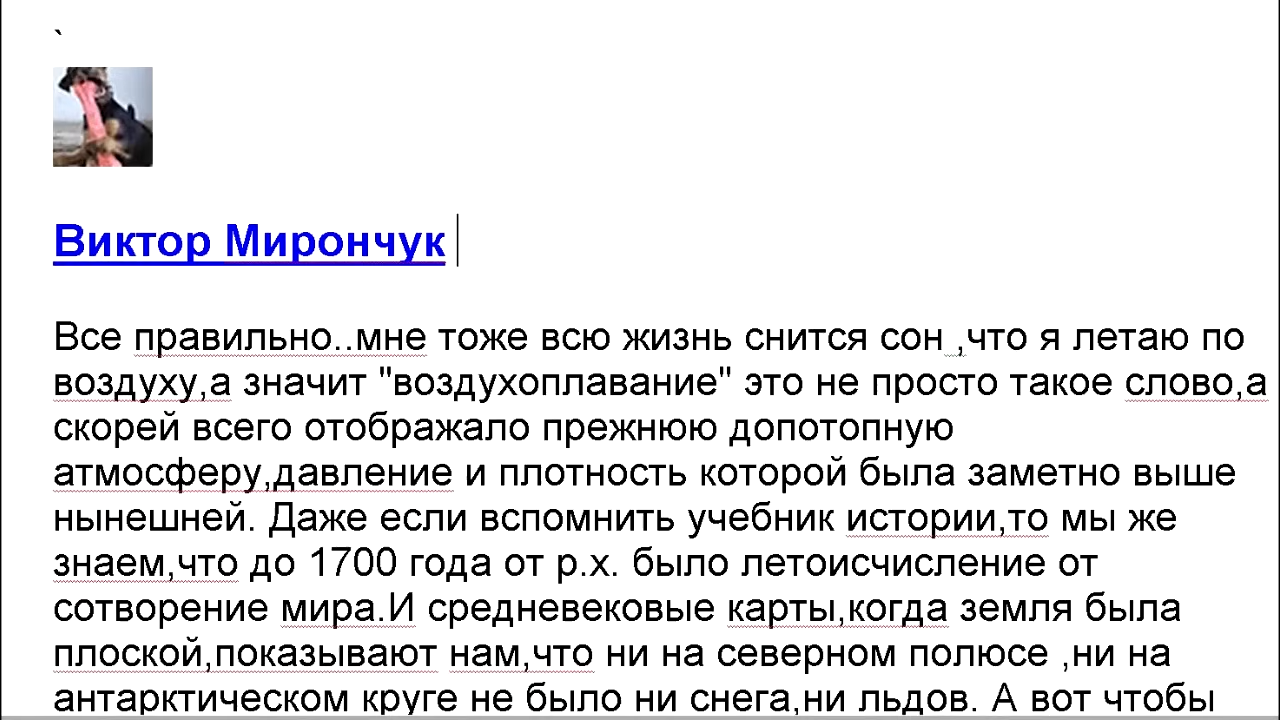 `
Виктор Мирончук
Все правильно..мне тоже всю жизнь снится сон ,что я летаю по
воздуху,а значит "воздухоплавание" это не просто такое слово,а
скорей всего отображало прежнюю допотопную
атмосферу,давление и плотность которой была заметно выше
нынешней. Даже если вспомнить учебник истории,то мы же
знаем,что до 1700 года от р.х. было летоисчисление от
сотворение мира.И средневековые карты,когда земля была
плоской,показывают нам,что ни на северном полюсе ,ни на
антарктическом круге не было ни снега,ни льдов. А вот чтобы